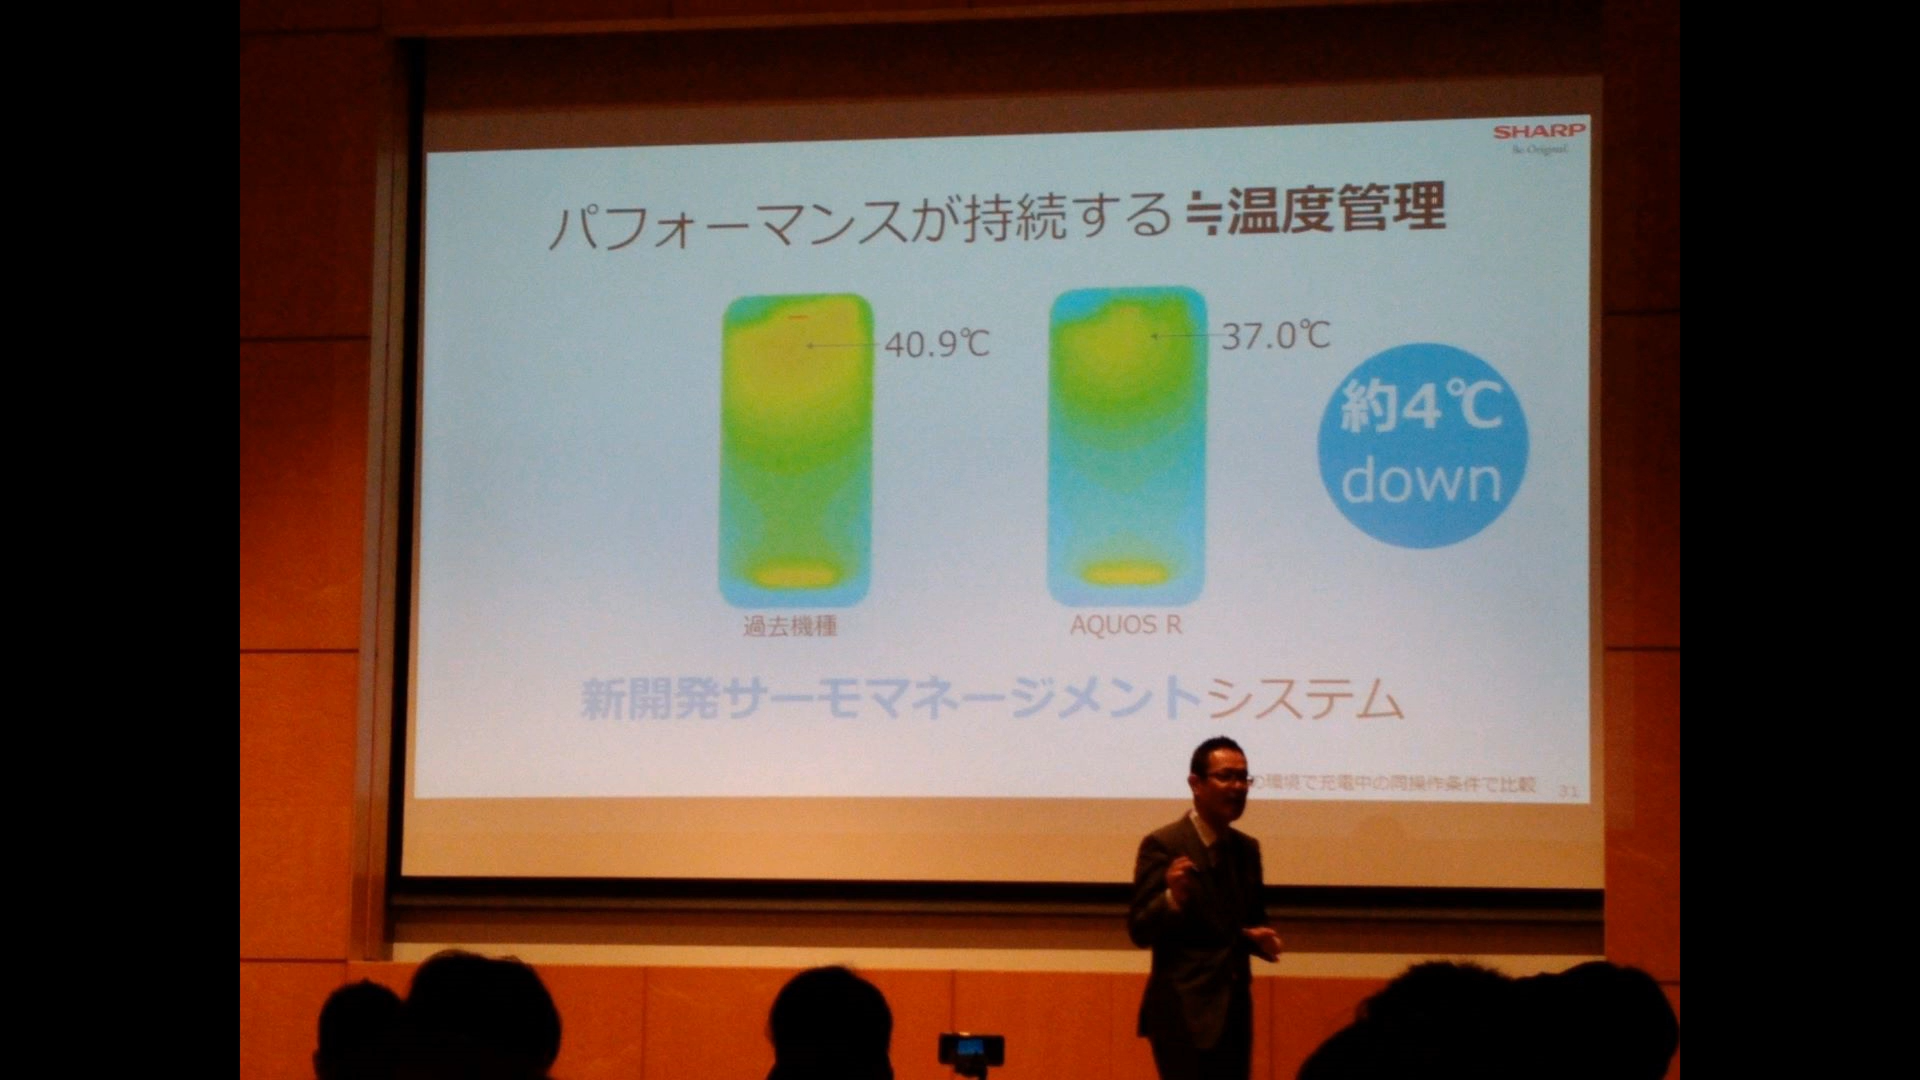 SHARP
Be Original.
パフォーマンスが持続する≒温度管理
40.9℃
37.0℃
約4℃
down
過去機種
AQUOS R
新開発サーモマネージメントシステム
の環境で充電中の同操作条件で比較
31